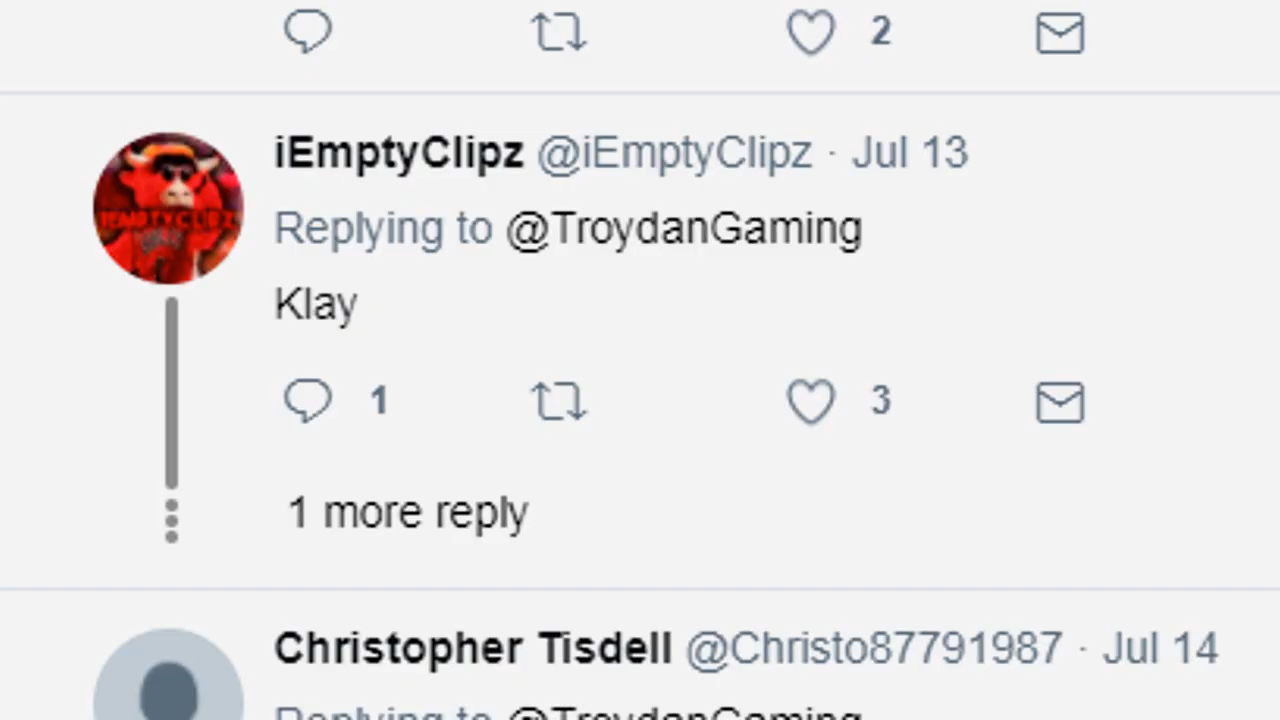 2
iEmptyClipz @iEmptyClipz · Jul 13
Replying to @TroydanGaming
Klay
1 3
1 more reply
Christopher Tisdell @Christo87791987 · Jul 14
Replying to @TroydanGaming